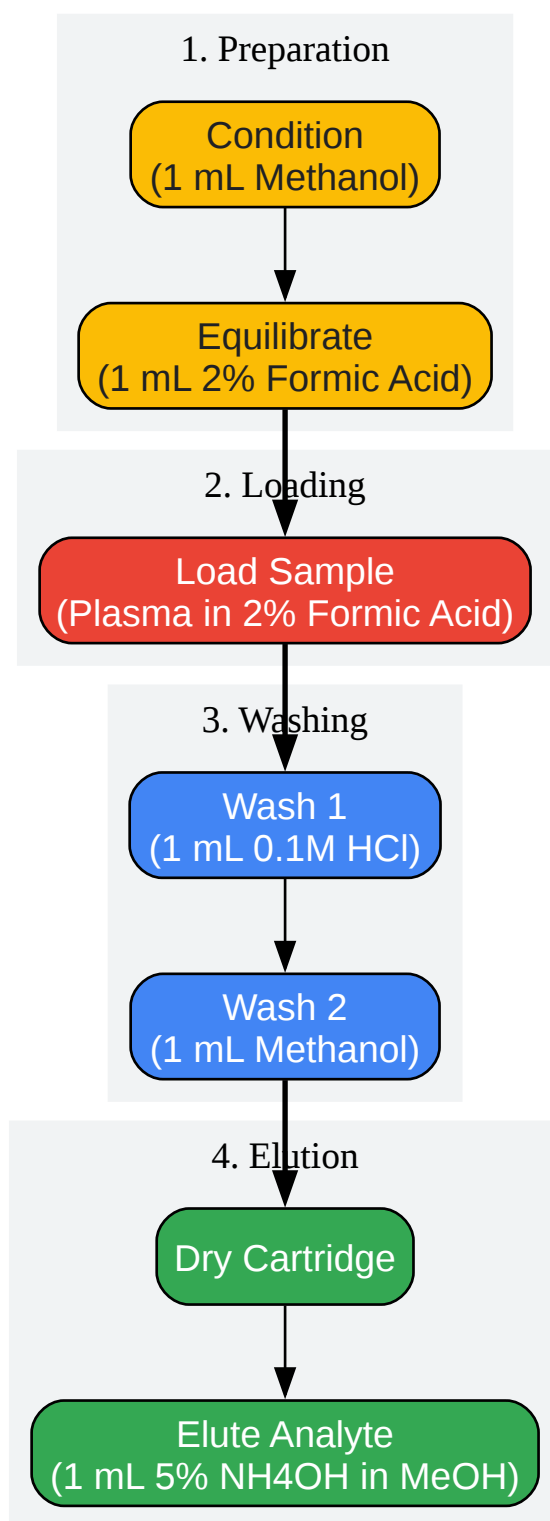 1. Preparation
Condition
(1 mL Methanol)
Equilibrate
(1 mL 2% Formic Acid)
2. Loading
Load Sample
(Plasma in 2% Formic Acid)
3. Washing
Wash 1
(1 mL 0.1M HCl)
Wash 2
(1 mL Methanol)
4. Elution
Dry Cartridge
Elute Analyte
(1 mL 5% NH4OH in MeOH)